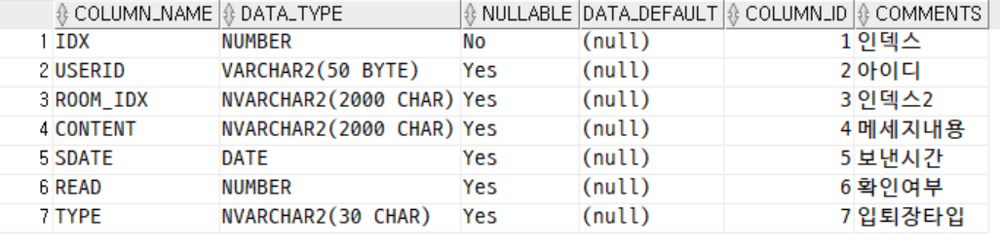 COLUMN_NAME DATA_TYPE NULLABLE DATA_DEFAULT COLUMN_ID COMMENTS
1 IDX NUMBER No (null) 1 인덱스
2 USERID VARCHAR2(50 BYTE) Yes (null) 2 아이디
3 ROOM_IDX NVARCHAR2(2000 CHAR) Yes (null) 3 인덱스2
4 CONTENT NVARCHAR2(2000 CHAR) Yes (null) 4 메세지내용
5 SDATE DATE Yes (null) 5 보낸시간
6 READ NUMBER Yes (null) 6 확인여부
7 TYPE NVARCHAR2(30 CHAR) Yes (null) 7 입퇴장타입